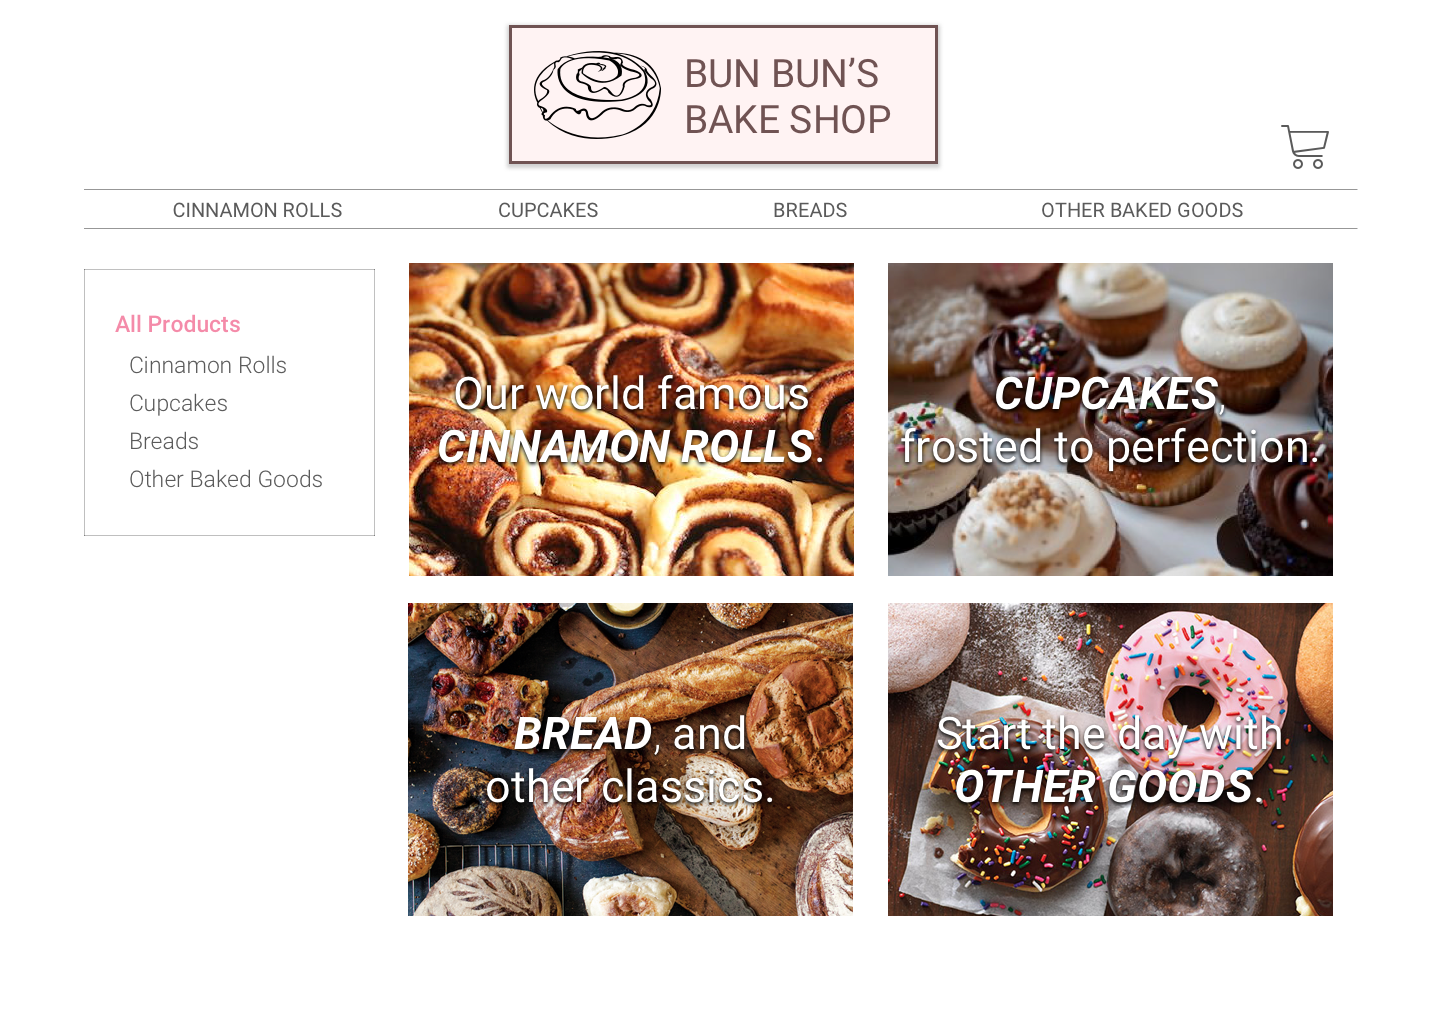 BUN BUN’S
BAKE SHOP
CINNAMON ROLLS CUPCAKES BREADS OTHER BAKED GOODS
All Products
Cinnamon Rolls
Cupcakes
Breads
Other Baked Goods
Our world famous
CINNAMON ROLLS.
CUPCAKES,
frosted to perfection.
BREAD, and
other classics.
Start the day with
OTHER GOODS.